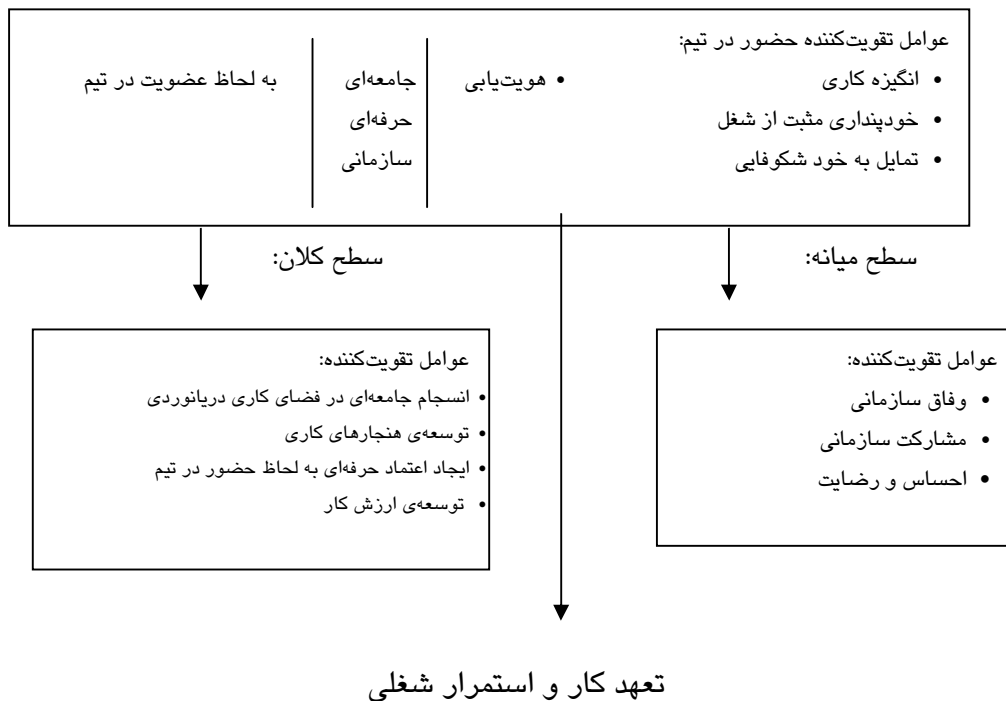 عوامل تقویت‌کننده حضور در تیم:
• انگیزه کاری • هویت‌یابی جامعه‌ای به لحاظ عضویت در تیم
• خودپنداری مثبت از شغل حرفه‌ای
• تمایل به خود شکوفایی سازمانی
سطح میانه: سطح کلان:
عوامل تقویت‌کننده:
• وفاق سازمانی
• مشارکت سازمانی
• احساس و رضایت
عوامل تقویت‌کننده:
• انسجام جامعه‌ای در فضای کاری دریانوردی
• توسعه‌ی هنجارهای کاری
• ایجاد اعتماد حرفه‌ای به لحاظ حضور در تیم
• توسعه‌ی ارزش کار
تعهد کار و استمرار شغلی